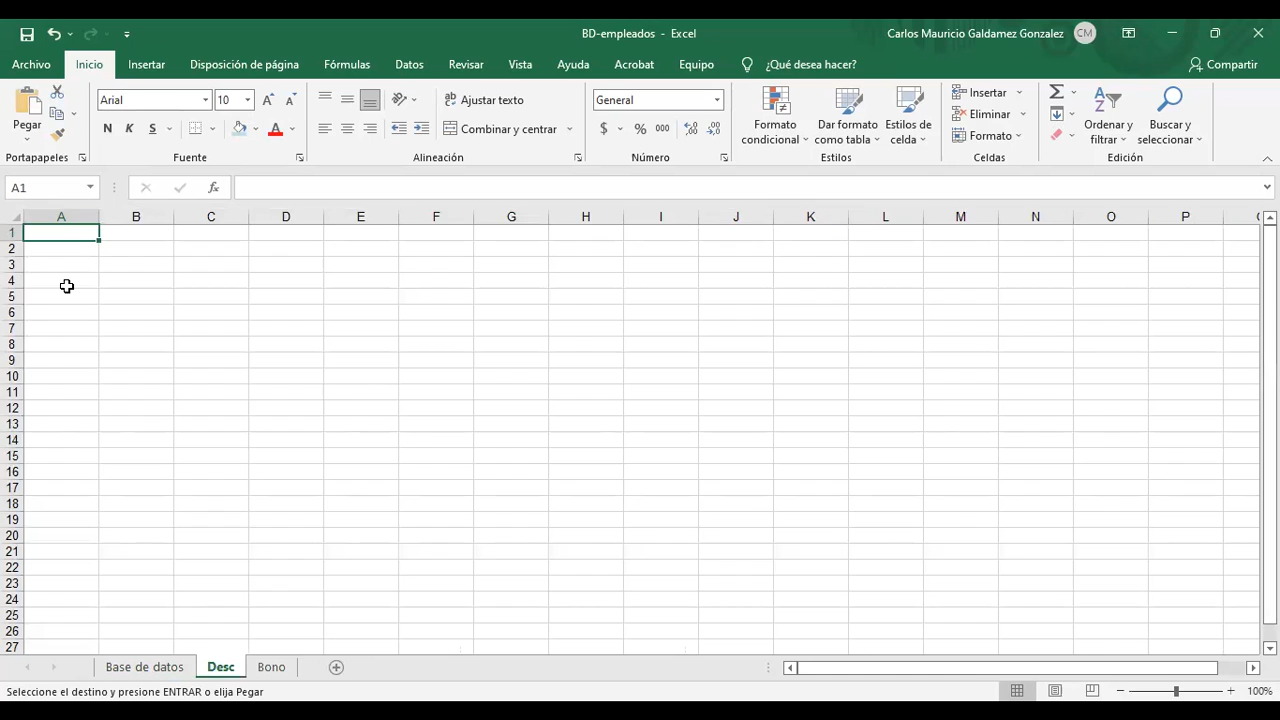 BD-empleados - Excel
Carlos Mauricio Galdamez Gonzalez CM
Archivo Inicio Insertar Disposición de página Fórmulas Datos Revisar Vista Ayuda Acrobat Equipo ¿Qué desea hacer? Compartir
Pegar
Arial 10
N K S
Ajustar texto
Combinar y centrar
General
$ % 000
Formato condicional
Dar formato como tabla
Estilos de celda
Insertar
Eliminar
Formato
Ordenar y filtrar
Buscar y seleccionar
Portapapeles Fuente Alineación Número Estilos Celdas Edición
A1 fx
A B C D E F G H I J K L M N O P
1
2
3
4
5
6
7
8
9
10
11
12
13
14
15
16
17
18
19
20
21
22
23
24
25
26
27
Base de datos Desc Bono
Seleccione el destino y presione ENTRAR o elija Pegar
100%